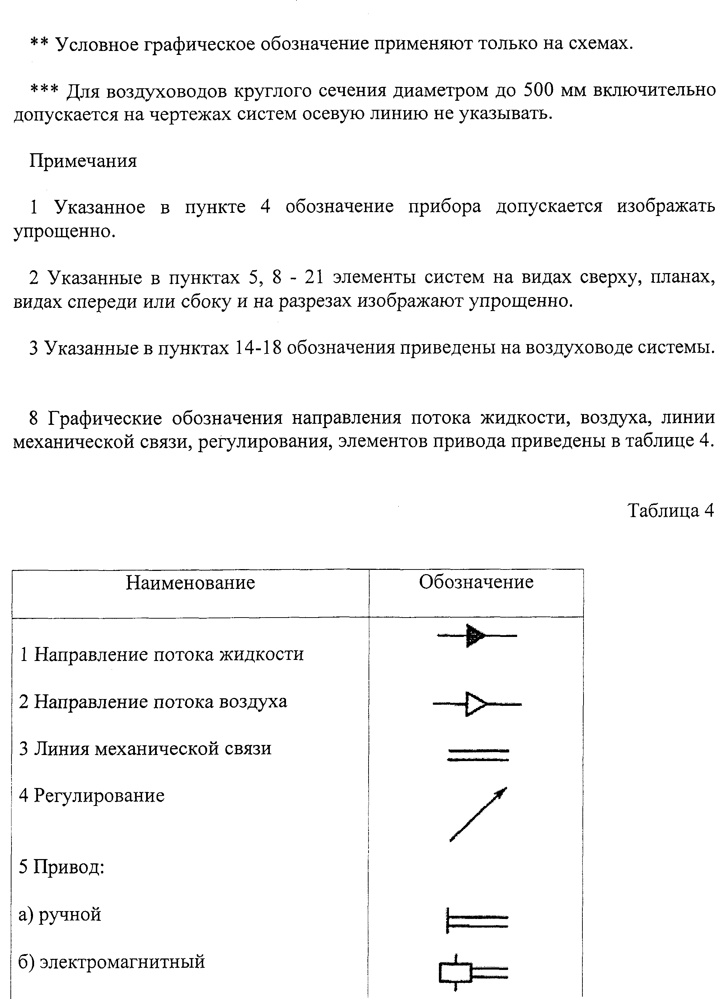 ** Условное графическое обозначение применяют только на схемах.
*** Для воздуховодов круглого сечения диаметром до 500 мм включительно
допускается на чертежах систем осевую линию не указывать.
Примечания
1 Указанное в пункте 4 обозначение прибора допускается изображать
упрощенно.
2 Указанные в пунктах 5, 8 - 21 элементы систем на видах сверху, планах,
видах спереди или сбоку и на разрезах изображают упрощенно.
3 Указанные в пунктах 14-18 обозначения приведены на воздуховоде системы.
8 Графические обозначения направления потока жидкости, воздуха, линии
механической связи, регулирования, элементов привода приведены в таблице 4.
Таблица 4
Наименование
Обозначение
1 Направление потока жидкости
2 Направление потока воздуха
3 Линия механической связи
4 Регулирование
5 Привод:
а) ручной
б) электромагнитный